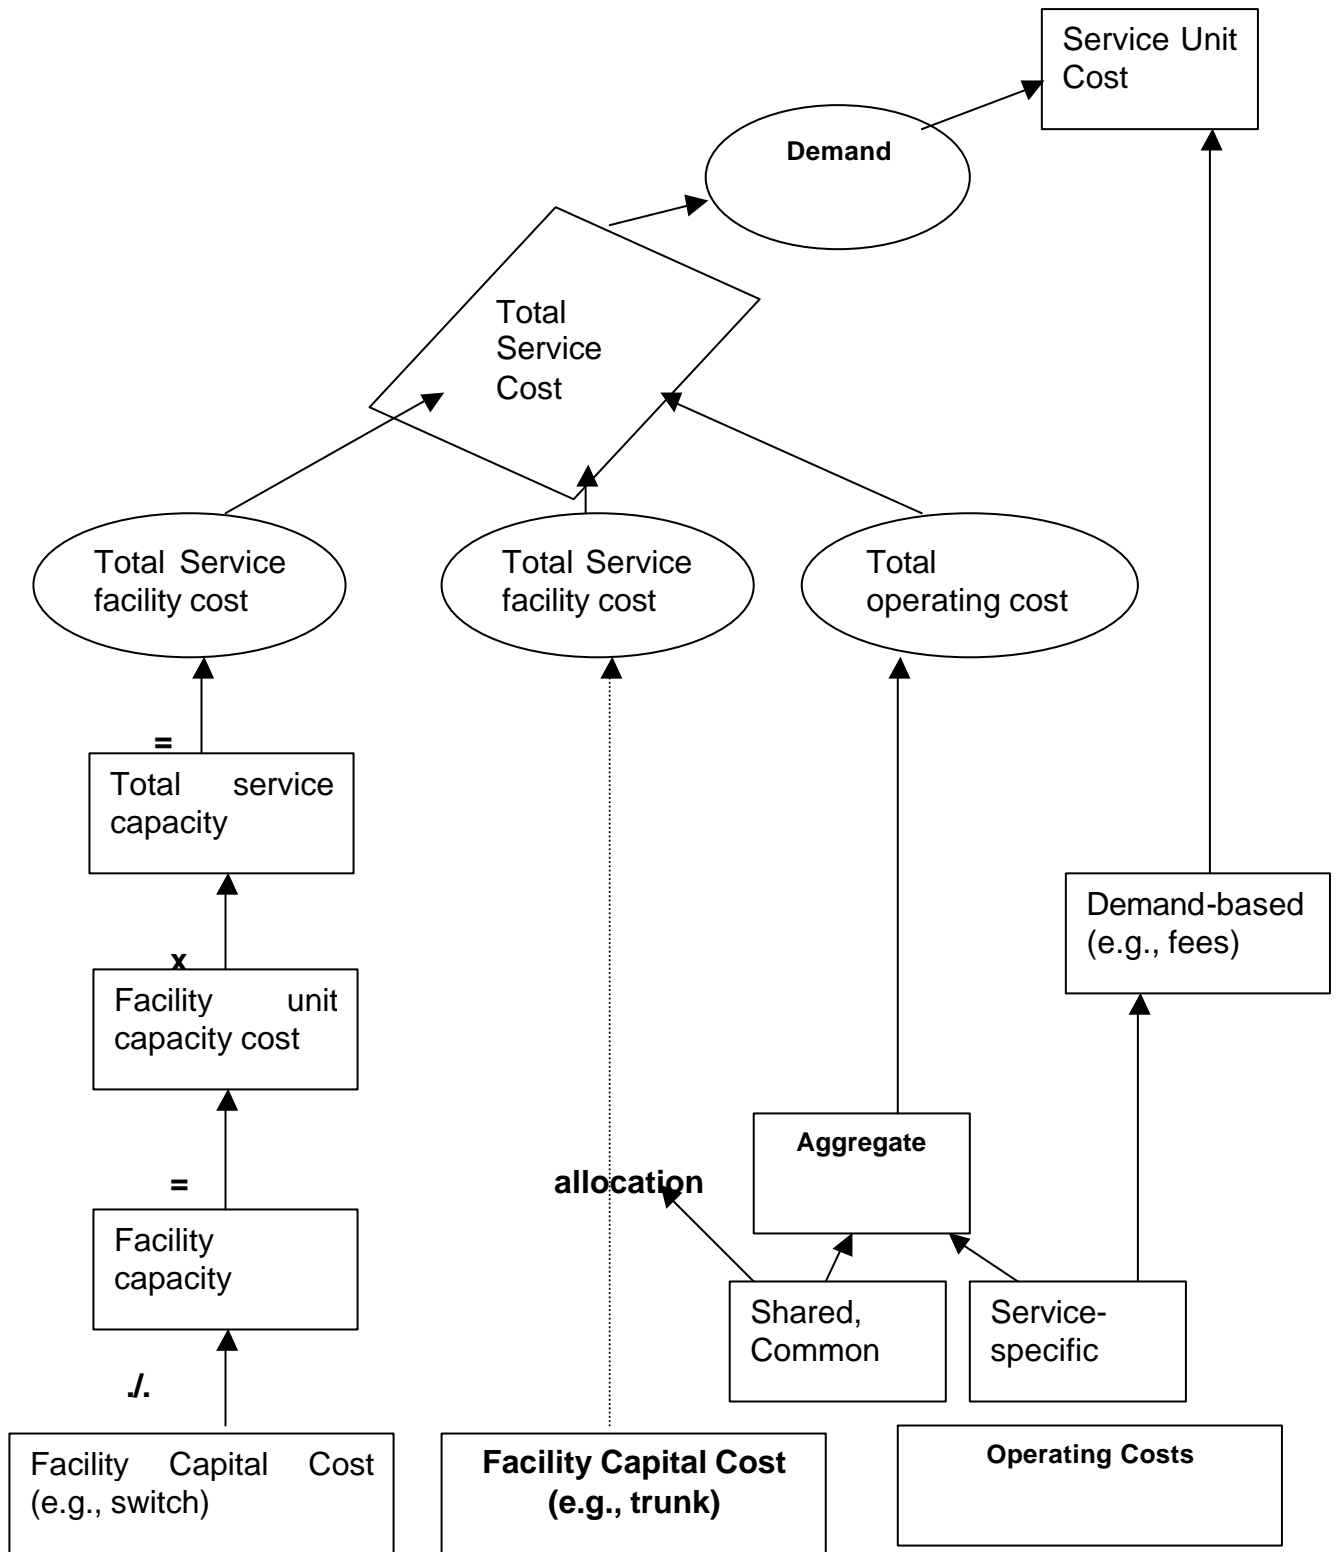 Service Unit
Cost
Demand
Total
Service
Cost
Total Service
facility cost
Total Service
facility cost
Total
operating cost
=
Total service
capacity
Demand-based
(e.g., fees)
x
Facility unit
capacity cost
Aggregate
allocation
=
Facility
capacity
Shared,
Common
Service-
specific
./.
Facility Capital Cost
(e.g., switch)
Facility Capital Cost
(e.g., trunk)
Operating Costs